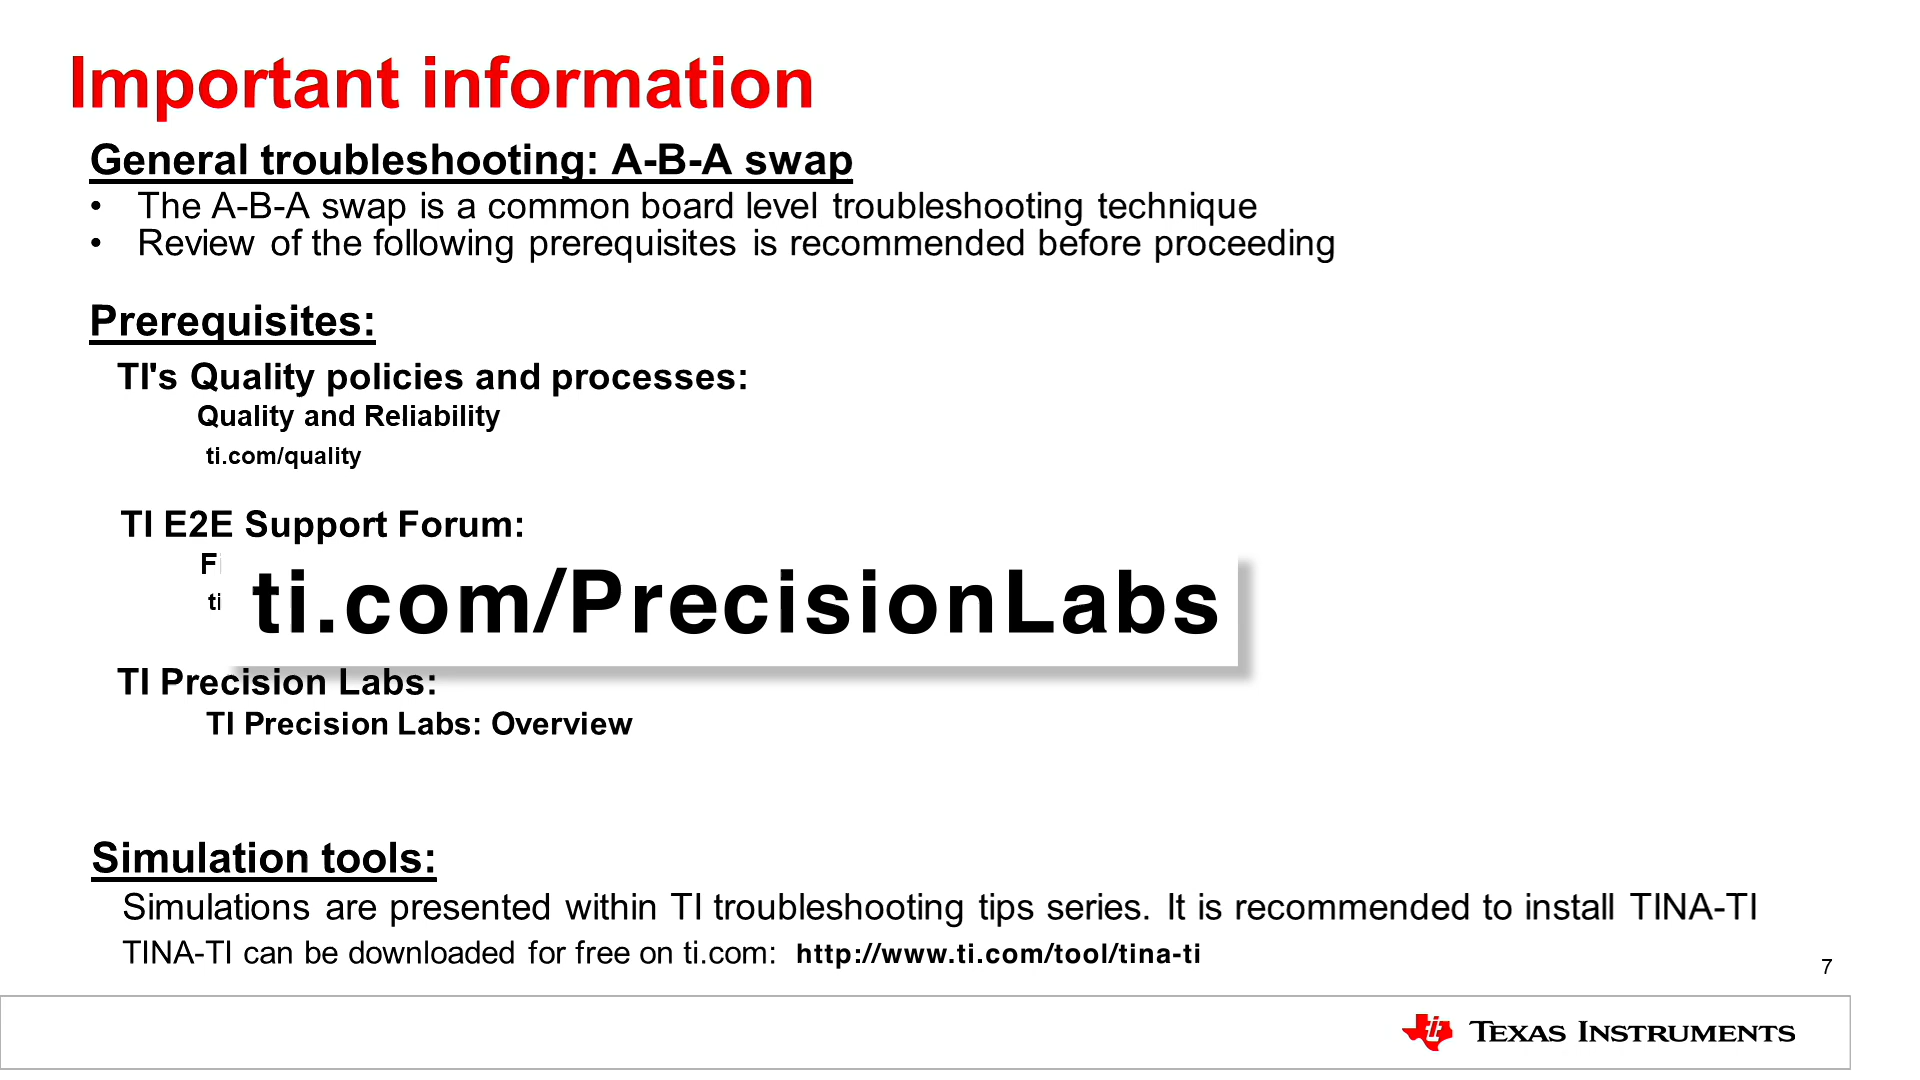 Important information
General troubleshooting: A-B-A swap
• The A-B-A swap is a common board level troubleshooting technique
• Review of the following prerequisites is recommended before proceeding
Prerequisites:
TI's Quality policies and processes:
Quality and Reliability
ti.com/quality
TI E2E Support Forum:
ti.com/PrecisionLabs
TI Precision Labs:
TI Precision Labs: Overview
Simulation tools:
Simulations are presented within TI troubleshooting tips series. It is recommended to install TINA-TI
TINA-TI can be downloaded for free on ti.com: http://www.ti.com/tool/tina-ti
7
TEXAS INSTRUMENTS